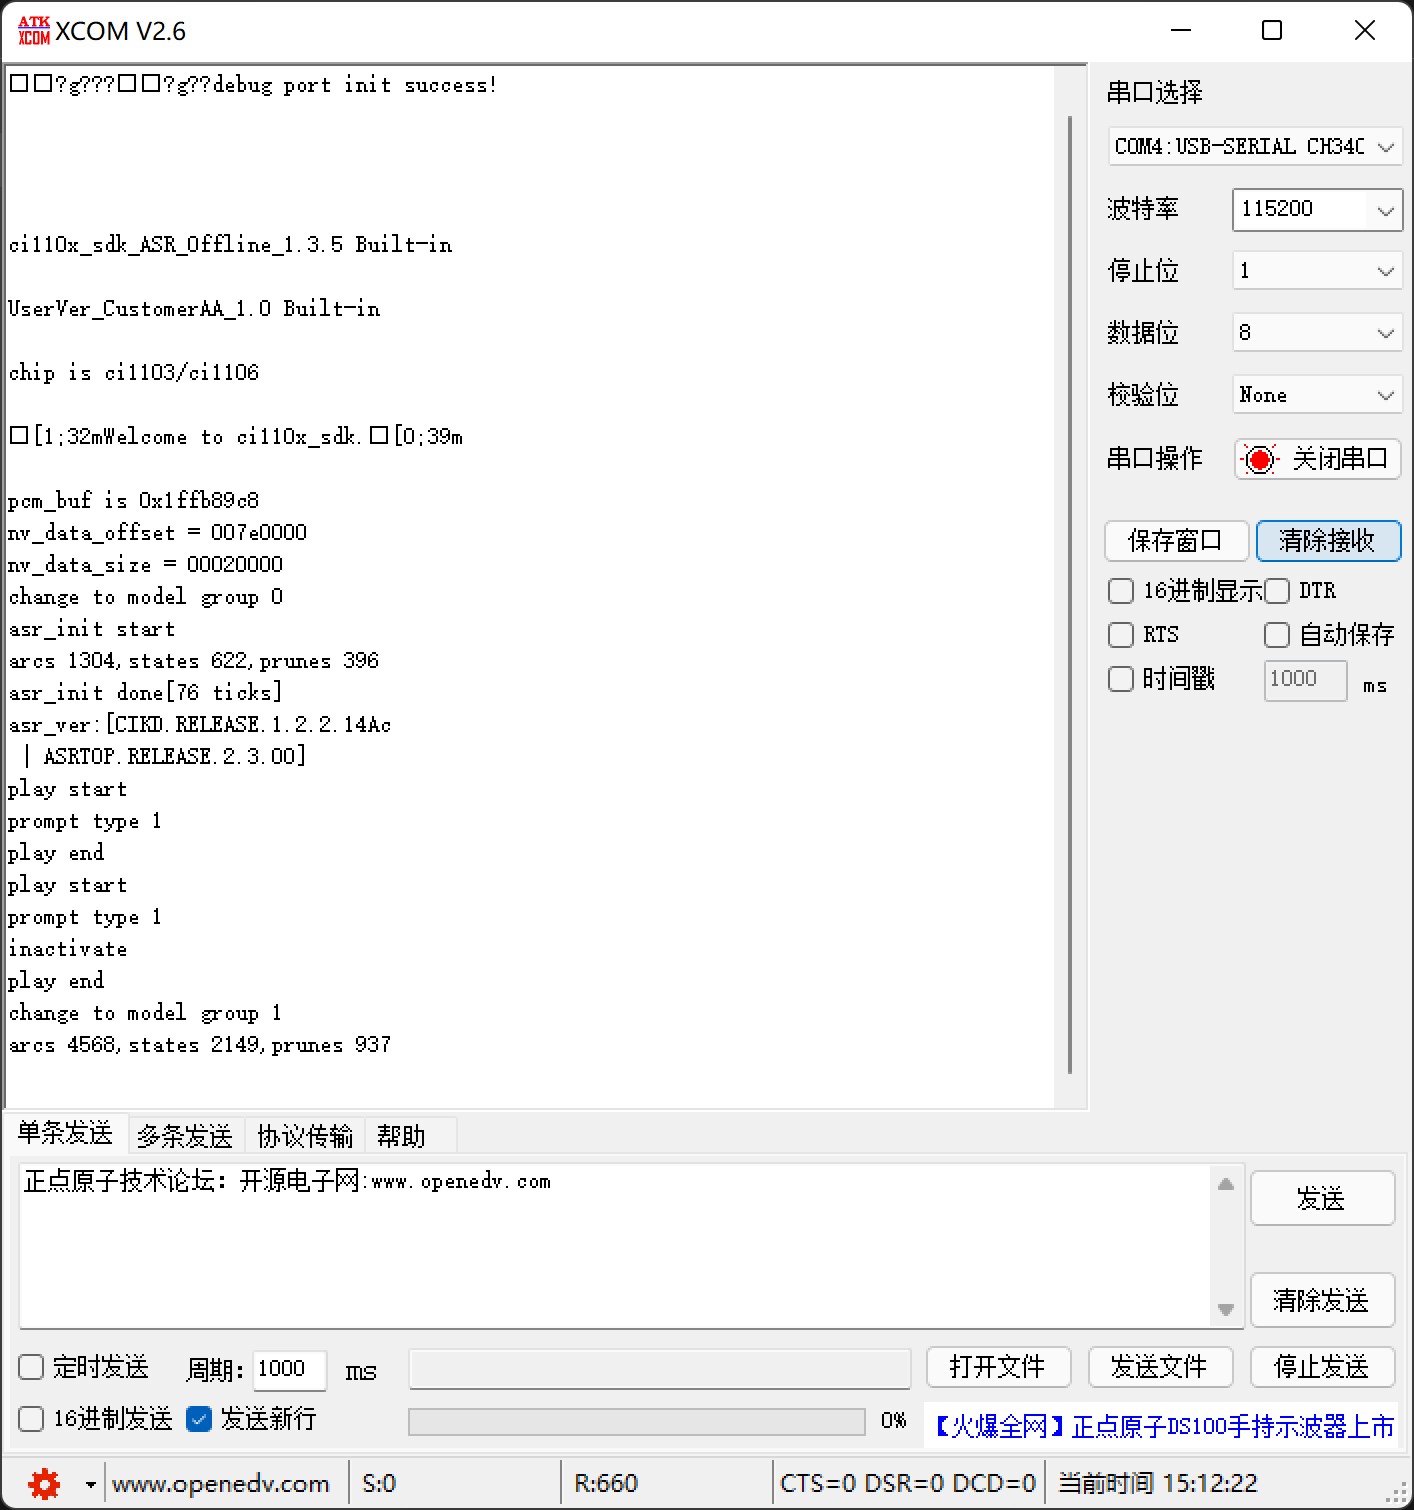 ATK XCOM XCOM V2.6
□□?g???□□?g??debug port init success!
ci110x_sdk_ASR_Offline_1.3.5 Built-in
UserVer_CustomerAA_1.0 Built-in
chip is ci1103/ci1106
□[1;32mWelcome to ci110x_sdk.□[0;39m
pcm_buf is 0x1ffb89c8
nv_data_offset = 007e0000
nv_data_size = 00020000
change to model group 0
asr_init start
arcs 1304,states 622,prunes 396
asr_init done[76 ticks]
asr_ver:[CIKD.RELEASE.1.2.2.14Ac
| ASRTOP.RELEASE.2.3.00]
play start
prompt type 1
play end
play start
prompt type 1
inactivate
play end
change to model group 1
arcs 4568,states 2149,prunes 937
串口选择
COM4:USB-SERIAL CH340
波特率 115200
停止位 1
数据位 8
校验位 None
串口操作 关闭串口
保存窗口 清除接收
16进制显示 DTR
RTS 自动保存
时间戳 1000 ms
单条发送 多条发送 协议传输 帮助
正点原子技术论坛：开源电子网:www.openedv.com
发送
清除发送
定时发送 周期: 1000 ms 打开文件 发送文件 停止发送
16进制发送 发送新行 0% 【火爆全网】正点原子DS100手持示波器上市
www.openedv.com S:0 R:660 CTS=0 DSR=0 DCD=0 当前时间 15:12:22